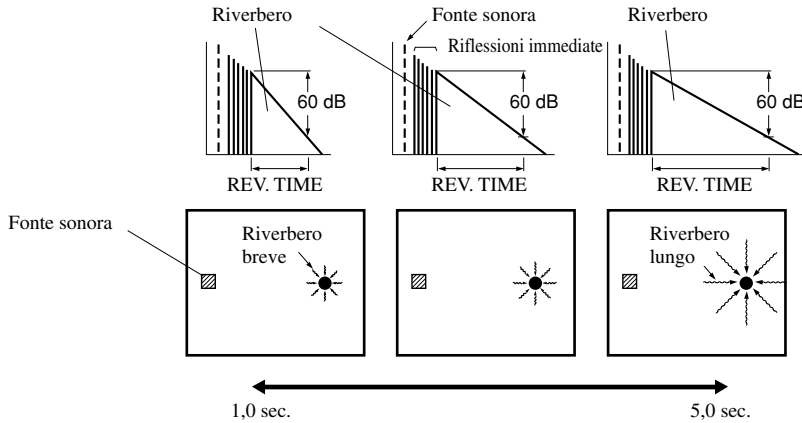 Riverbero
Fonte sonora
Riverbero
Riflessioni immediate
60 dB
60 dB
60 dB
REV. TIME
REV. TIME
REV. TIME
Fonte sonora
Riverbero
breve
Riverbero
lungo
1,0 sec.
5,0 sec.